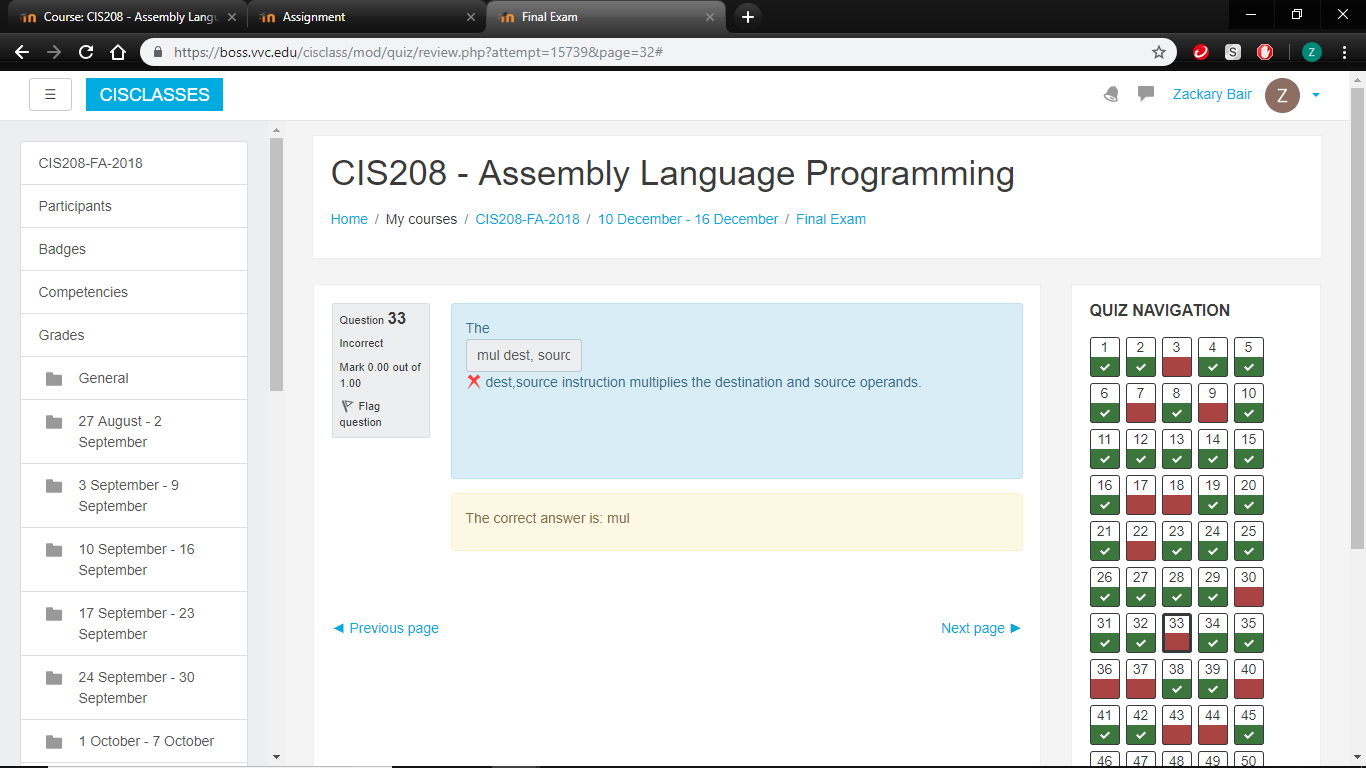 Course: CIS208 - Assembly Langu
Assignment
Final Exam
https://boss.vvc.edu/cisclass/mod/quiz/review.php?attempt=15739&page=32#
S
Z
CISCLASSES
Zackary Bair
Z
CIS208-FA-2018
Participants
Badges
Competencies
Grades
General
27 August - 2
September
3 September - 9
September
10 September - 16
September
17 September - 23
September
24 September - 30
September
1 October - 7 October
CIS208 - Assembly Language Programming
Home / My courses / CIS208-FA-2018 / 10 December - 16 December / Final Exam
Question 33
Incorrect
Mark 0.00 out of
1.00
Flag
question
The
mul dest, sourc
dest,source instruction multiplies the destination and source operands.
The correct answer is: mul
◄ Previous page
Next page ►
QUIZ NAVIGATION
1 2 3 4 5
6 7 8 9 10
11 12 13 14 15
16 17 18 19 20
21 22 23 24 25
26 27 28 29 30
31 32 33 34 35
36 37 38 39 40
41 42 43 44 45
46 47 48 49 50